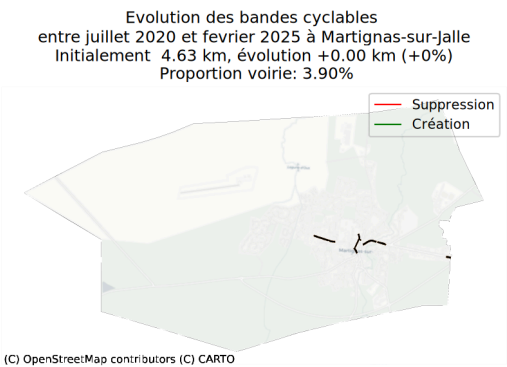 Evolution des bandes cyclables
entre juillet 2020 et fevrier 2025 à Martignas-sur-Jalle
Initialement  4.63 km, évolution +0.00 km (+0%)
Proportion voirie: 3.90%
Suppression
Création
(C) OpenStreetMap contributors (C) CARTO